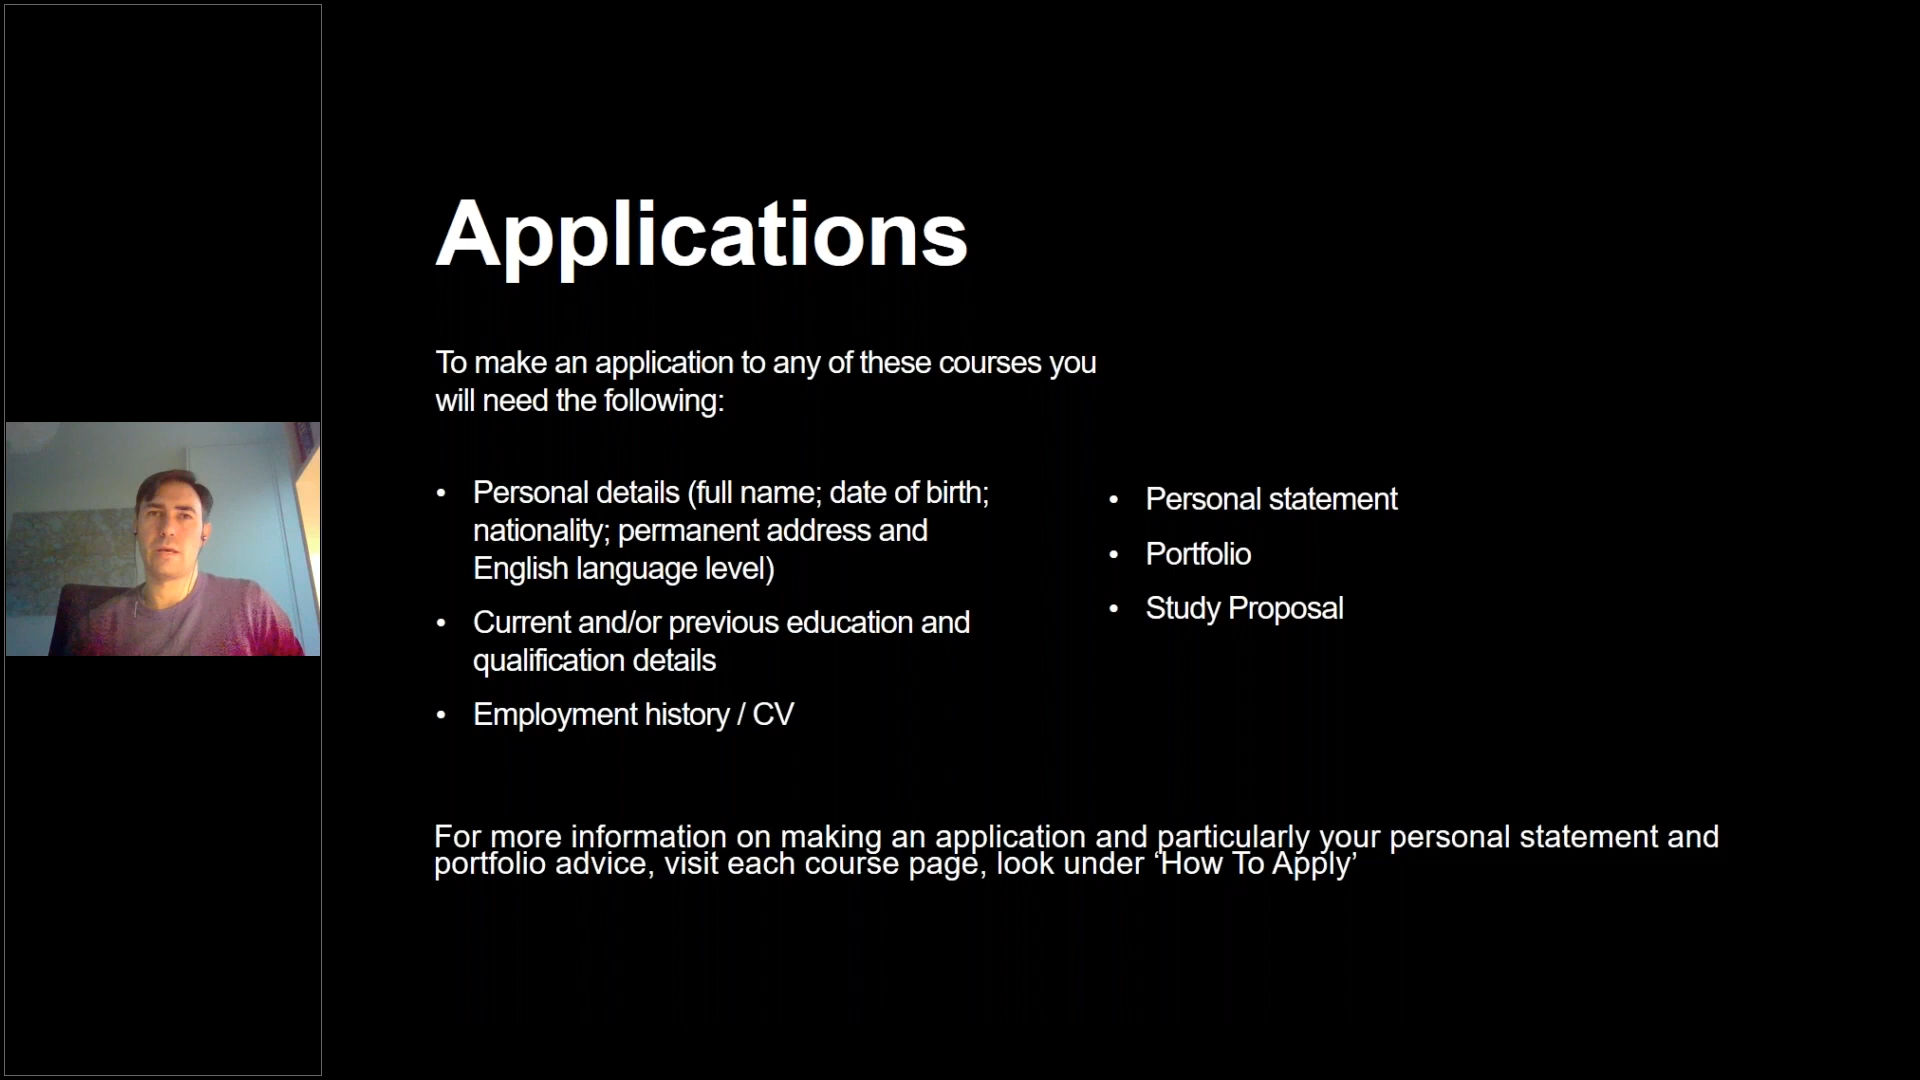 Applications
To make an application to any of these courses you
will need the following:
• Personal details (full name; date of birth;
nationality; permanent address and
English language level)
• Current and/or previous education and
qualification details
• Employment history / CV
• Personal statement
• Portfolio
• Study Proposal
For more information on making an application and particularly your personal statement and
portfolio advice, visit each course page, look under ‘How To Apply’